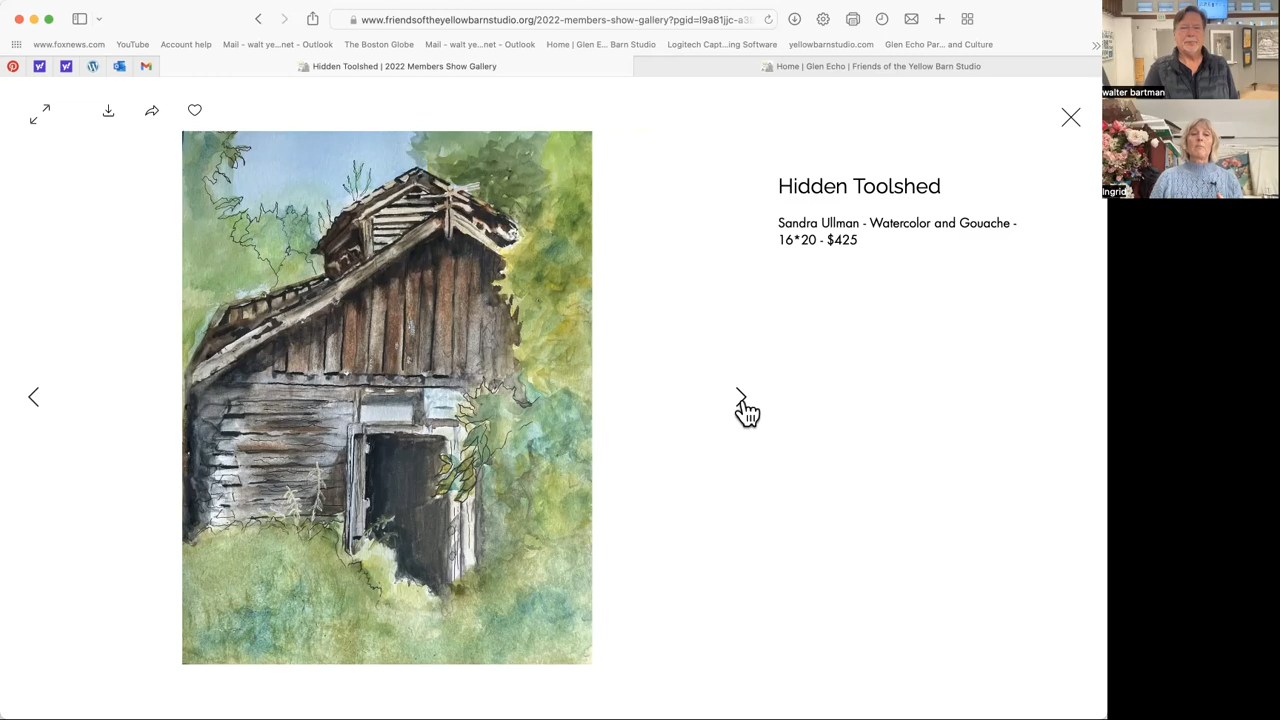 www.friendsoftheyellowbarnstudio.org/2022-members-show-gallery?pgid=l9a81jjc-a3
www.foxnews.com YouTube Account help Mail - walt ye...net - Outlook The Boston Globe Mail - walt ye...net - Outlook Home | Glen E... Barn Studio Logitech Capt...ing Software yellowbarnstudio.com Glen Echo Par... and Culture
Hidden Toolshed | 2022 Members Show Gallery Home | Glen Echo | Friends of the Yellow Barn Studio
walter bartman
Ingrid
Hidden Toolshed
Sandra Ullman - Watercolor and Gouache -
16*20 - $425